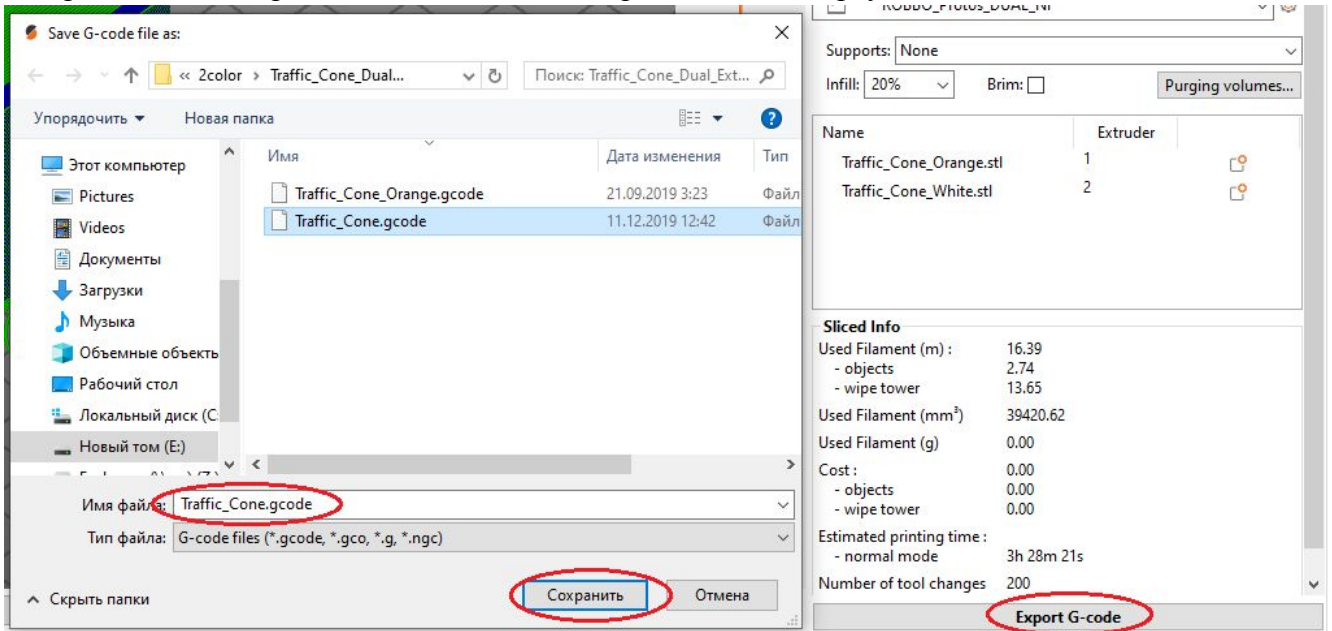 Save G-code file as:
« 2color > Traffic_Cone_Dual...
Поиск: Traffic_Cone_Dual_Ext...
Упорядочить
Новая папка
Имя
Дата изменения
Тип
Этот компьютер
Pictures
Videos
Документы
Загрузки
Музыка
Объемные объекты
Рабочий стол
Локальный диск (C:
Новый том (E:)
Traffic_Cone_Orange.gcode 21.09.2019 3:23 Файл
Traffic_Cone.gcode 11.12.2019 12:42 Файл
Имя файла: Traffic_Cone.gcode
Тип файла: G-code files (*.gcode, *.gco, *.g, *.ngc)
Скрыть папки
Сохранить
Отмена
Supports: None
Infill: 20% Brim: Purging volumes...
Name Extruder
Traffic_Cone_Orange.stl 1
Traffic_Cone_White.stl 2
Sliced Info
Used Filament (m) : 16.39
- objects 2.74
- wipe tower 13.65
Used Filament (mm³) 39420.62
Used Filament (g) 0.00
Cost : 0.00
- objects 0.00
- wipe tower 0.00
Estimated printing time :
- normal mode 3h 28m 21s
Number of tool changes 200
Export G-code